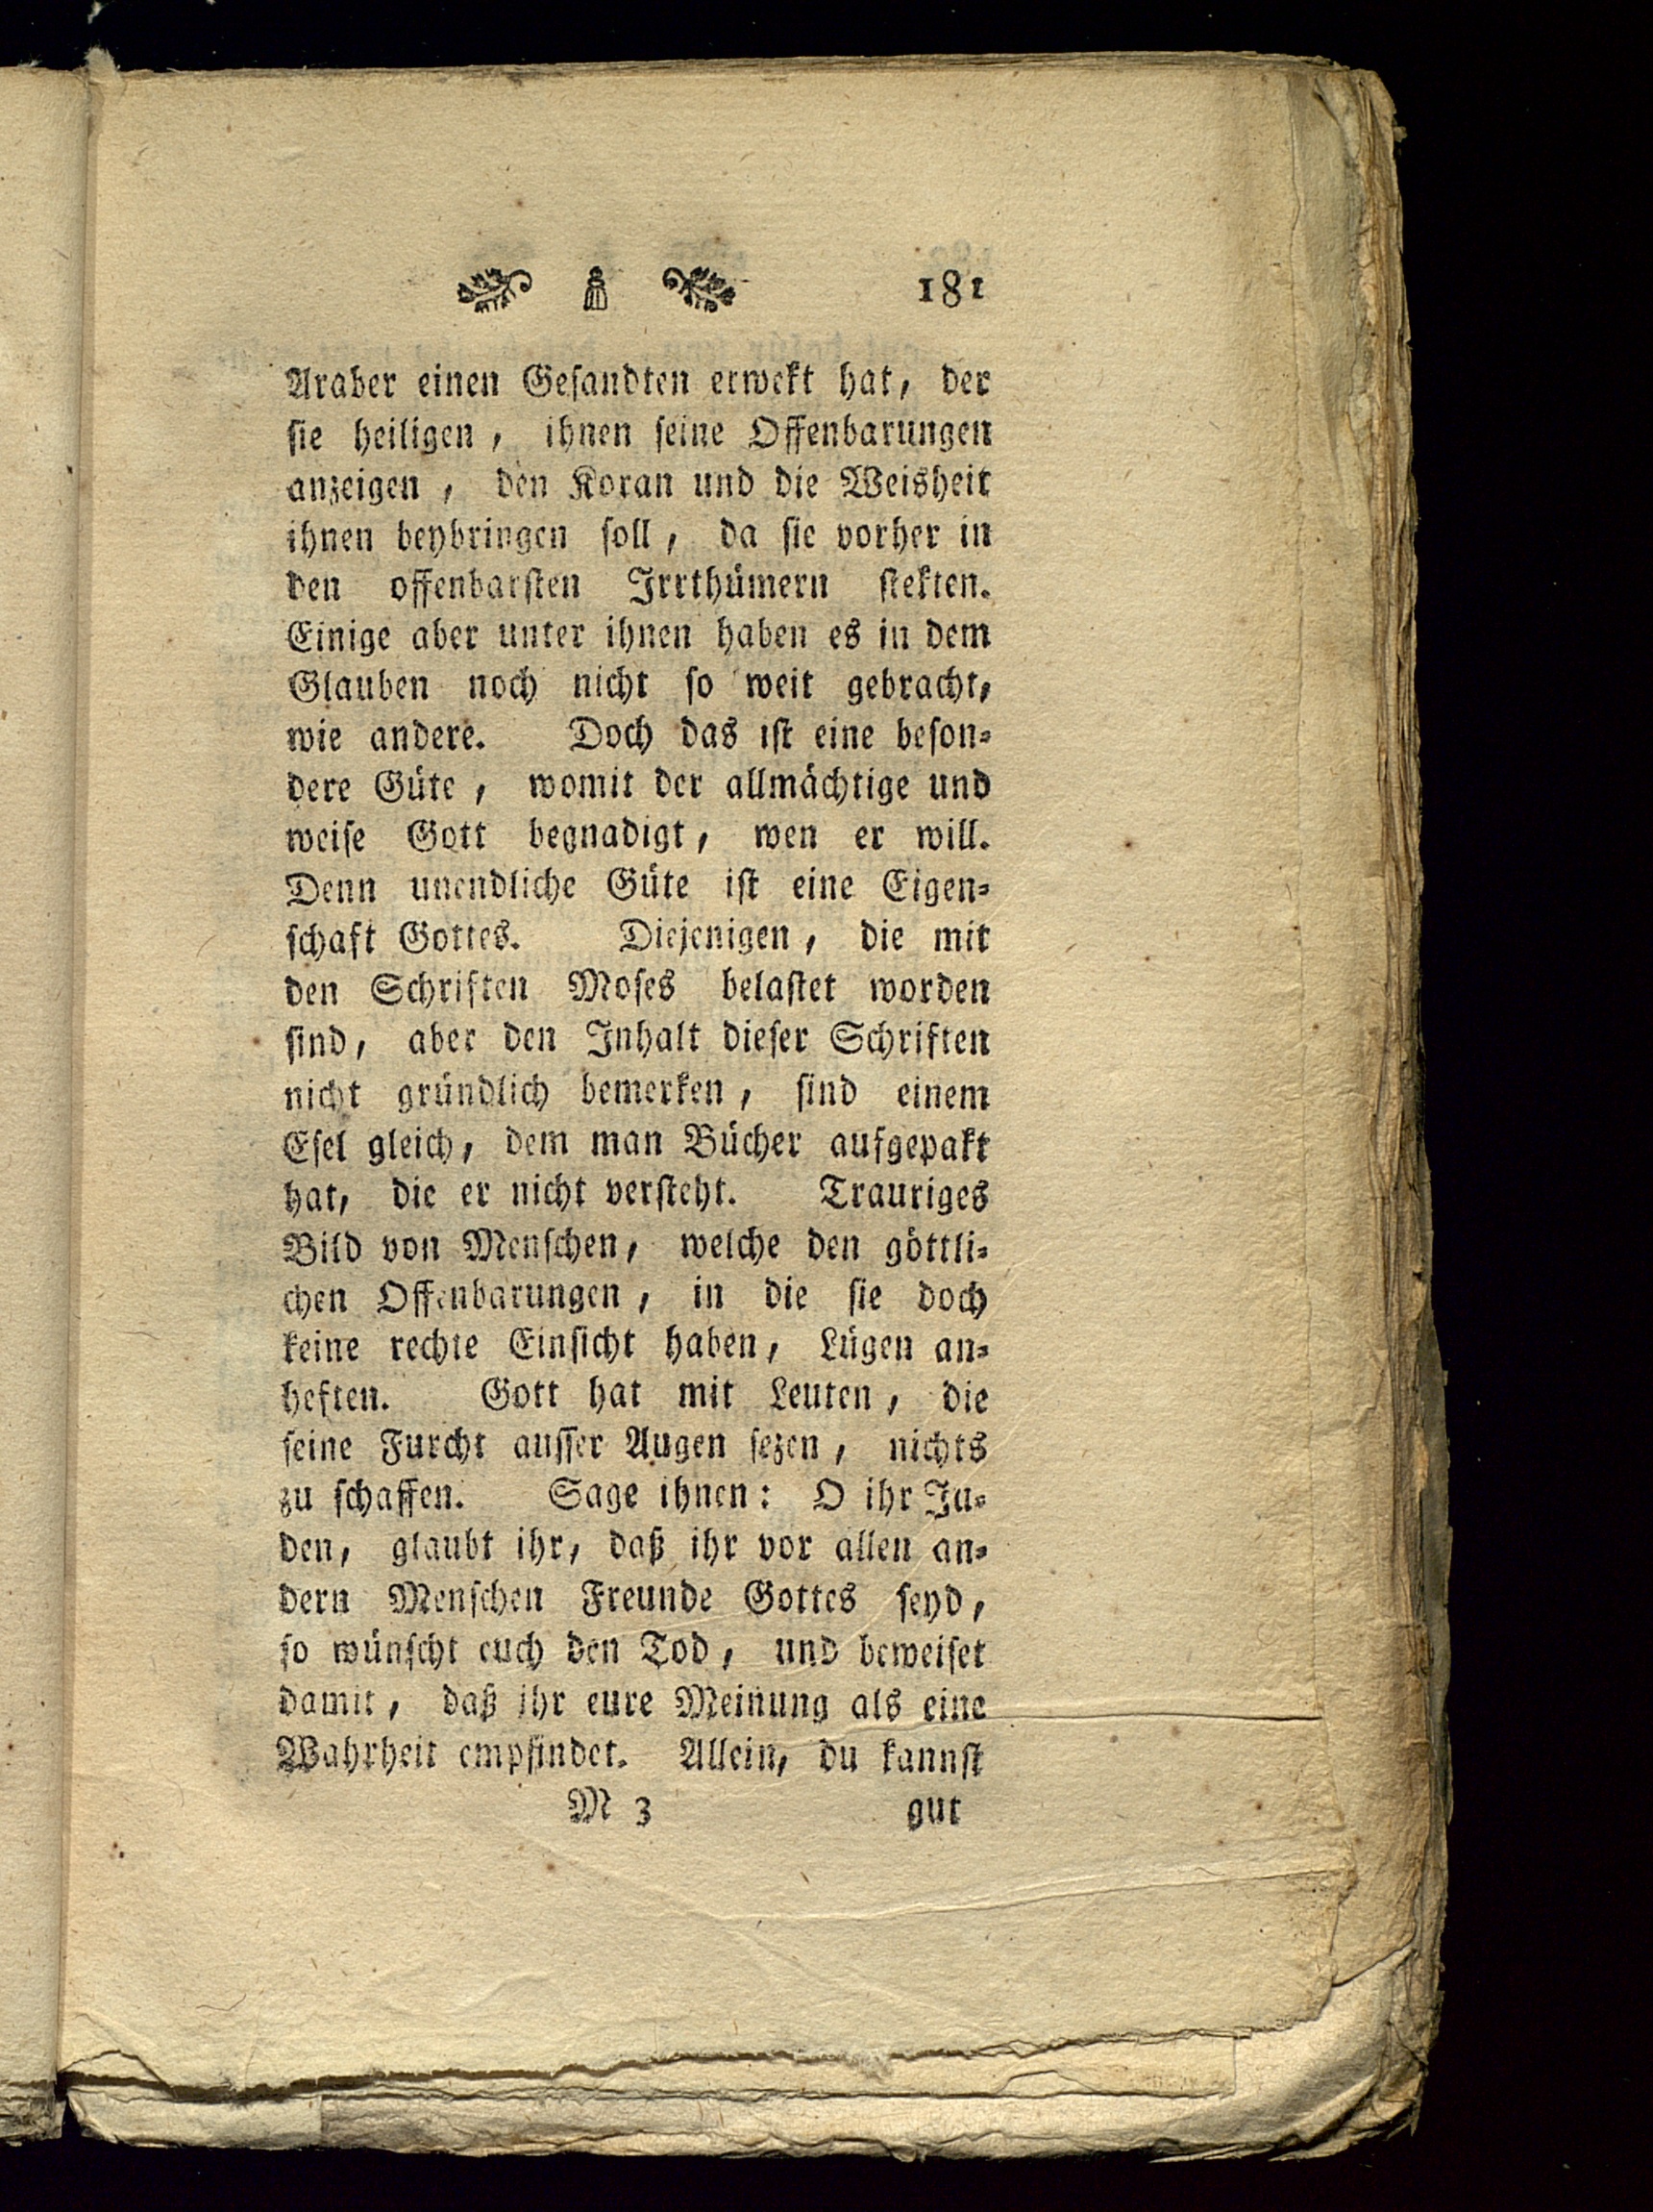 181
Araber einen Gesandten erwekt hat, der
sie heiligen, ihnen seine Offenbarungen
anzeigen, den Koran und die Weisheit
ihnen beybringen soll, da sie vorher in
den offenbarsten Irrthümern stekten.
Einige aber unter ihnen haben es in dem
Glauben noch nicht so weit gebracht,
wie andere. Doch das ist eine beson-
dere Güte, womit der allmächtige und
weise Gott begnadigt, wen er will.
Denn unendliche Güte ist eine Eigen-
schaft Gottes. Diejenigen, die mit
den Schriften Moses belastet worden
sind, aber den Inhalt dieser Schriften
nicht gründlich bemerken, sind einem
Esel gleich, dem man Bücher aufgepakt
hat, die er nicht versteht. Trauriges
Bild von Menschen, welche den göttli-
chen Offenbarungen, in die sie doch
keine rechte Einsicht haben, Lügen an-
heften. Gott hat mit Leuten, die
seine Furcht ausser Augen sezen, nichts
zu schaffen. Sage ihnen: O ihr Ju-
den, glaubt ihr, daß ihr vor allen an-
dern Menschen Freunde Gottes seyd,
so wünscht euch den Tod, und beweiset
damit, daß ihr eure Meinung als eine
Wahrheit empfindet. Allein, du kannst
M 3 gut